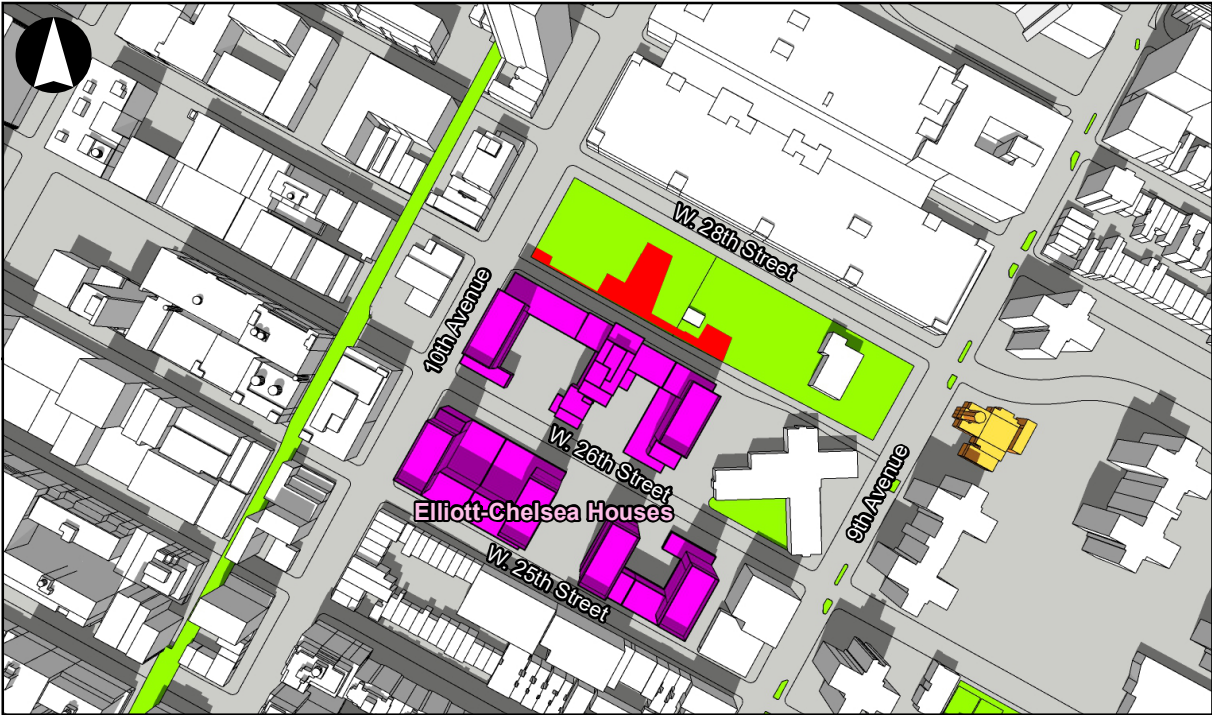 W. 28th Street
10th Avenue
W. 26th Street
9th Avenue
Elliott-Chelsea Houses
W. 25th Street